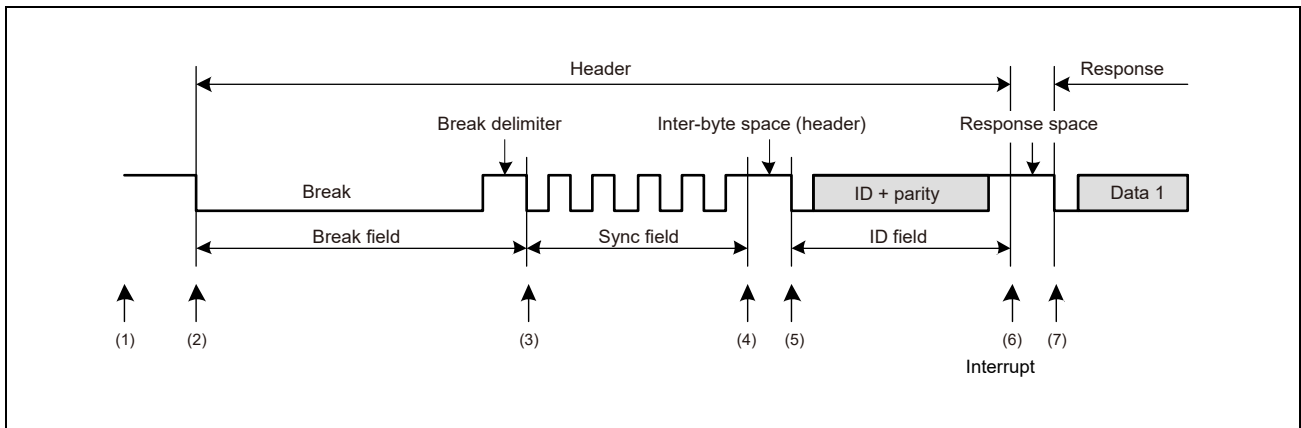 Header
Response
Break delimiter
Inter-byte space (header)
Response space
Break
ID + parity
Data 1
Break field
Sync field
ID field
(1)
(2)
(3)
(4)
(5)
(6)
(7)
Interrupt